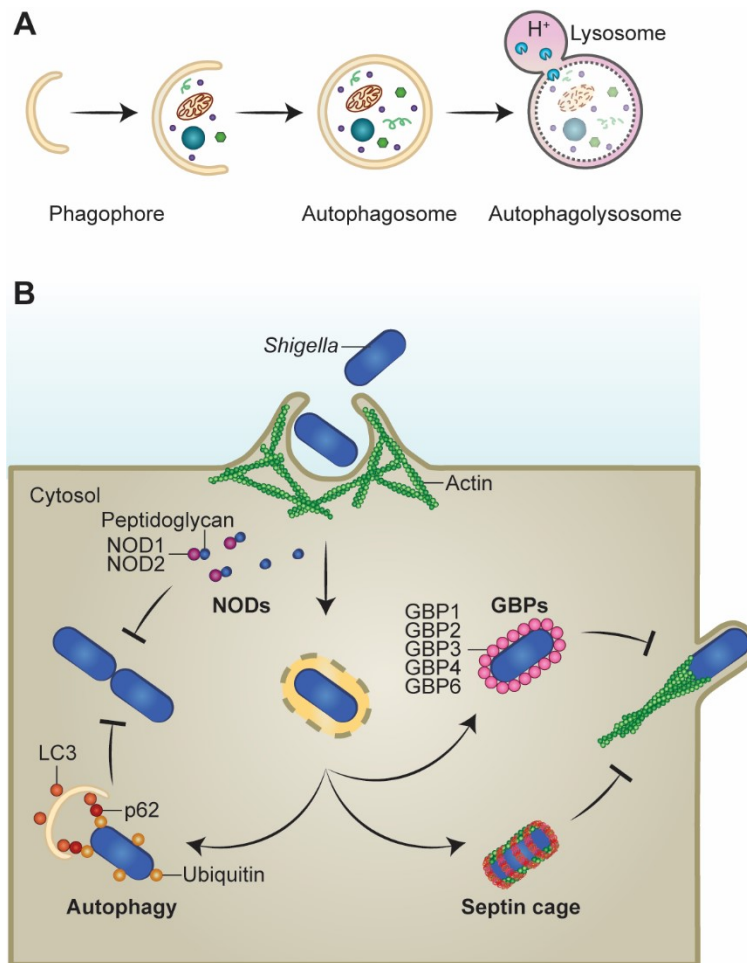 A
H+
Lysosome
Phagophore
Autophagosome
Autophagolysosome
B
Shigella
Cytosol
Actin
Peptidoglycan
NOD1
NOD2
NODs
GBP1
GBP2
GBP3
GBP4
GBP6
GBPs
LC3
p62
Ubiquitin
Autophagy
Septin cage